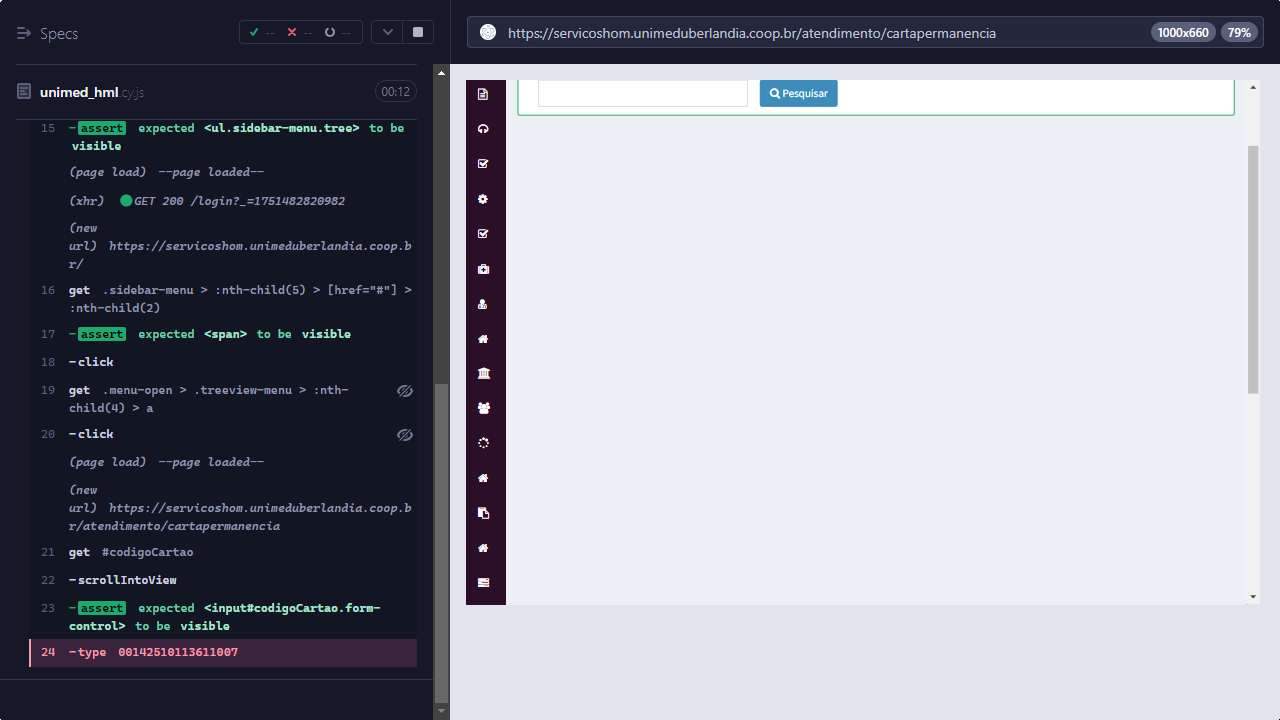 Specs
-- -- --
https://servicoshom.unimeduberlandia.coop.br/atendimento/cartapermanencia
1000x660
79%
unimed_hml.cy.js
00:12
15 -assert expected <ul.sidebar-menu.tree> to be
visible
(page load) --page loaded--
(xhr) GET 200 /login?_=1751482820982
(new
url) https://servicoshom.unimeduberlandia.coop.b
r/
16 get .sidebar-menu > :nth-child(5) > [href="#"] >
:nth-child(2)
17 -assert expected <span> to be visible
18 -click
19 get .menu-open > .treeview-menu > :nth-
child(4) > a
20 -click
(page load) --page loaded--
(new
url) https://servicoshom.unimeduberlandia.coop.b
r/atendimento/cartapermanencia
21 get #codigoCartao
22 -scrollIntoView
23 -assert expected <input#codigoCartao.form-
control> to be visible
24 -type 00142510113611007
Pesquisar